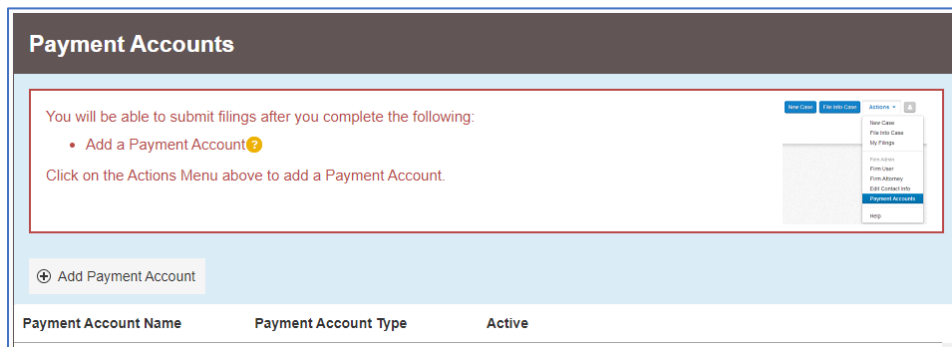 Payment Accounts
You will be able to submit filings after you complete the following:
• Add a Payment Account?
Click on the Actions Menu above to add a Payment Account.
New Case File Into Case Actions
New Case
File Into Case
My Filings
Firm Admin
Firm User
Firm Attorney
Edit Contact Info
Payment Accounts
Help
Add Payment Account
Payment Account Name Payment Account Type Active